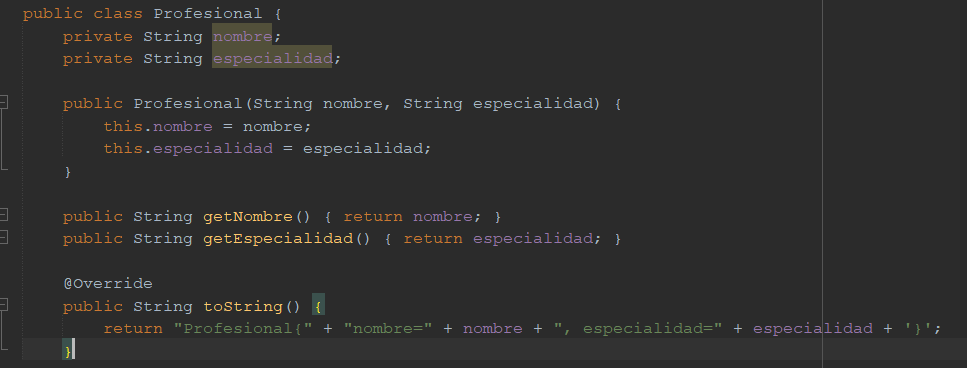 public class Profesional {
private String nombre;
private String especialidad;
public Profesional(String nombre, String especialidad) {
this.nombre = nombre;
this.especialidad = especialidad;
}
public String getNombre() { return nombre; }
public String getEspecialidad() { return especialidad; }
@Override
public String toString() {
return "Profesional{" + "nombre=" + nombre + ", especialidad=" + especialidad + '}';
}